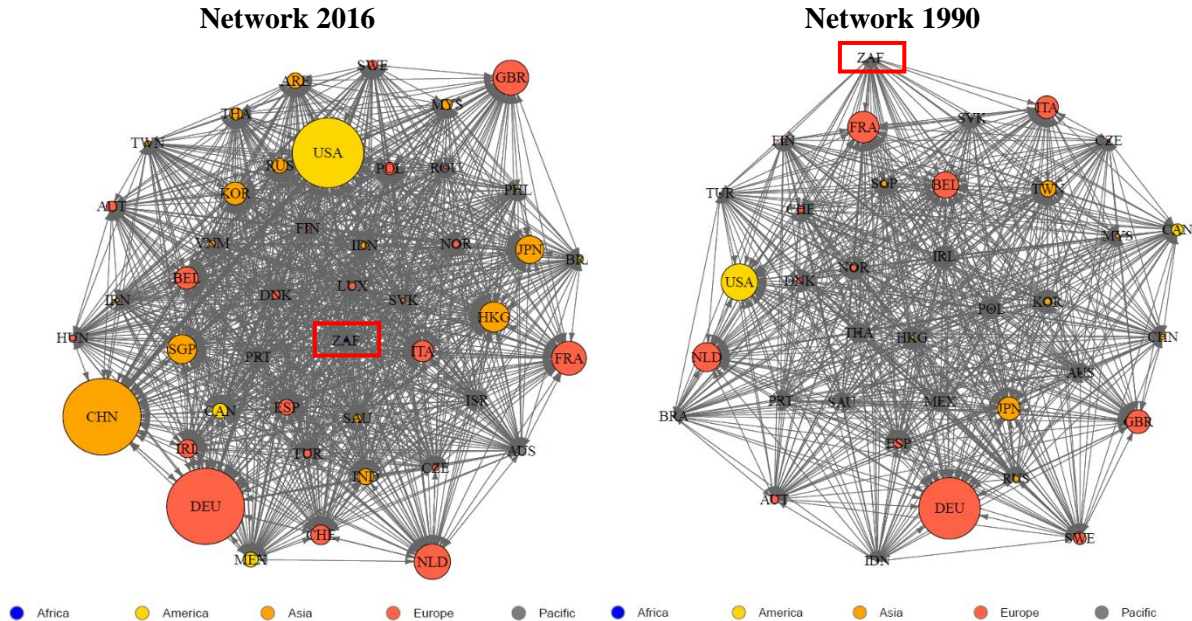 Network 2016
Network 1990
SWE
GBR
ARE
MYS
THA
TWN
USA
RUS
POL
ROU
KOR
PHL
AUT
FIN
VNM
IDN
NOR
JPN
BEL
DNK
LUX
SVK
IRN
HKG
HUN
ZAF
SGP
PRT
ITA
FRA
CHN
CAN
ESP
SAU
ISR
IRL
TUR
AUS
CZE
IND
DEU
CHE
MEX
NLD
ZAF
ITA
FRA
SVK
FIN
CZE
SGP
BEL
TWN
TUR
CHE
CAN
MYS
IRL
NOR
USA
DNK
KOR
POL
THA
HKG
CHN
NLD
AUS
PRT
SAU
MEX
JPN
BRA
GBR
ESP
RUS
AUT
DEU
SWE
IDN
Africa America Asia Europe Pacific Africa America Asia Europe Pacific